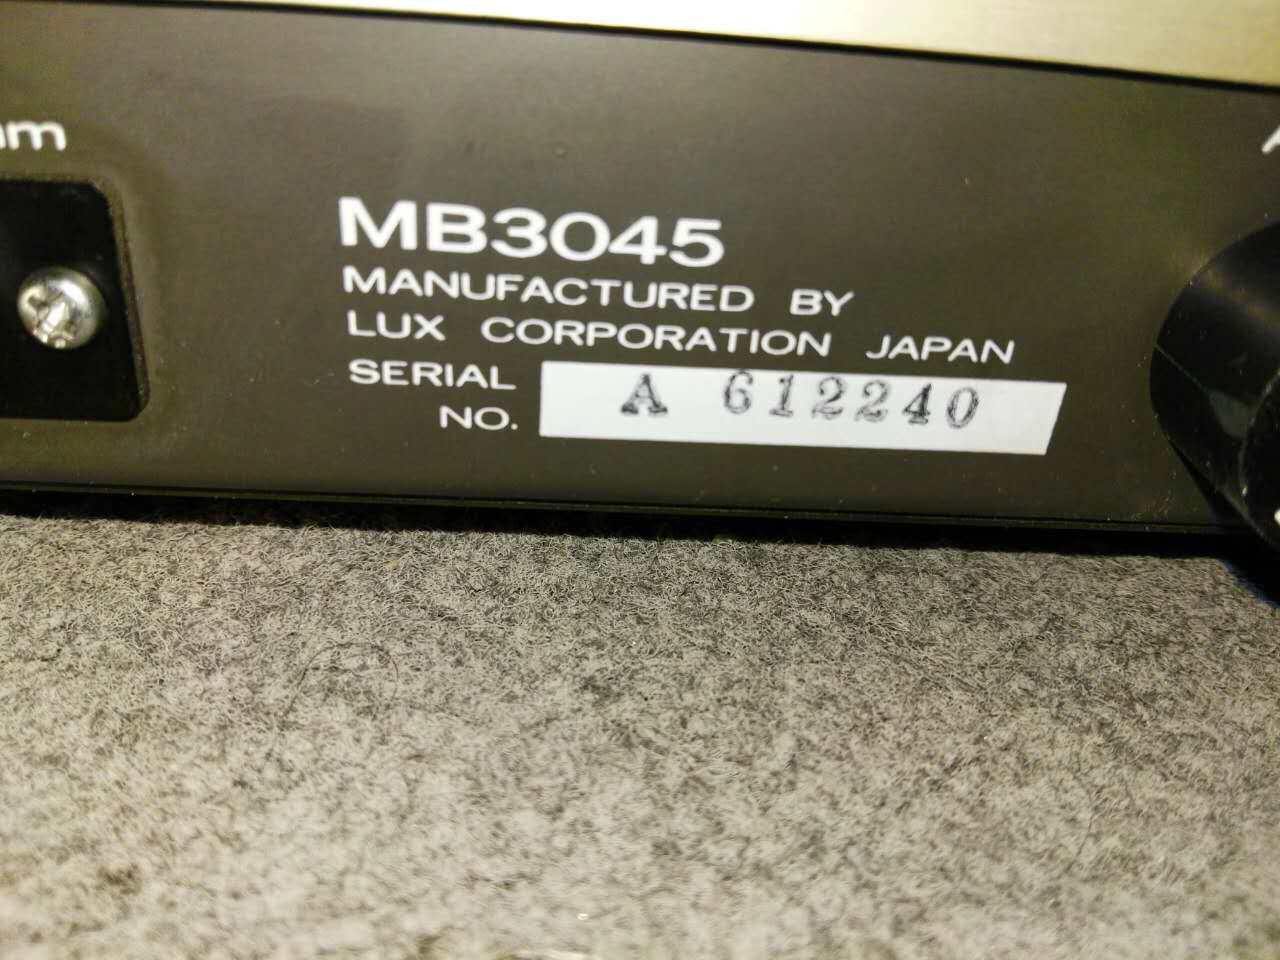 MB3045
MANUFACTURED BY
LUX CORPORATION JAPAN
SERIAL NO. A 612240